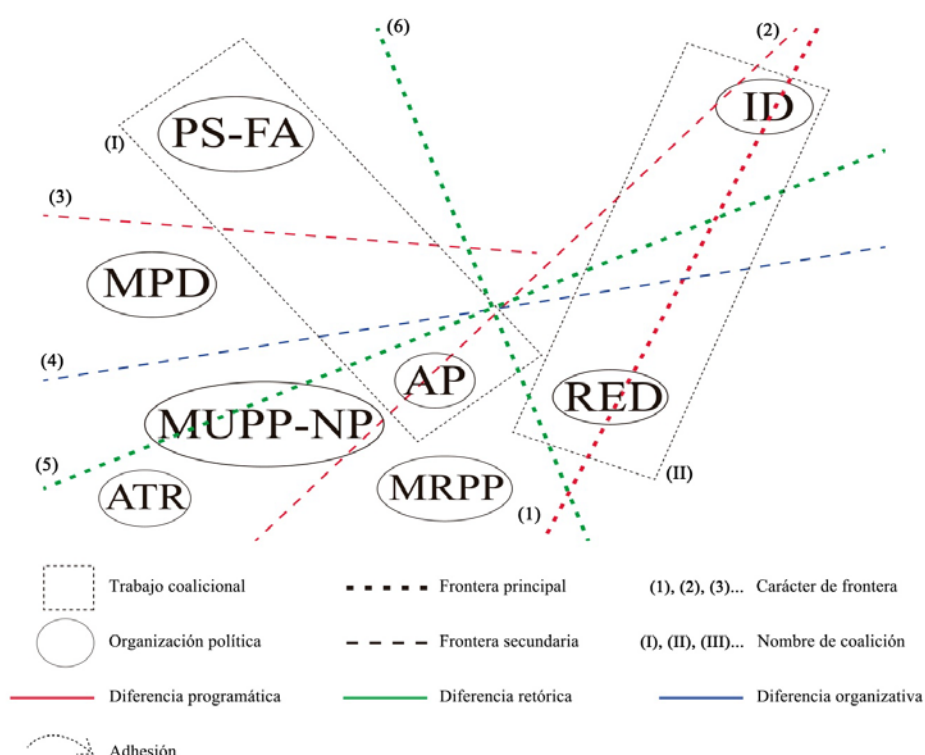 (6)
(2)
ID
PS-FA
(I)
(3)
MPD
(4)
AP
RED
MUPP-NP
(5)
ATR
MRPP
(II)
(1)
Trabajo coalicional
Frontera principal
(1), (2), (3)... Carácter de frontera
Organización política
Frontera secundaria
(I), (II), (III)... Nombre de coalición
Diferencia programática
Diferencia retórica
Diferencia organizativa
Adhesión